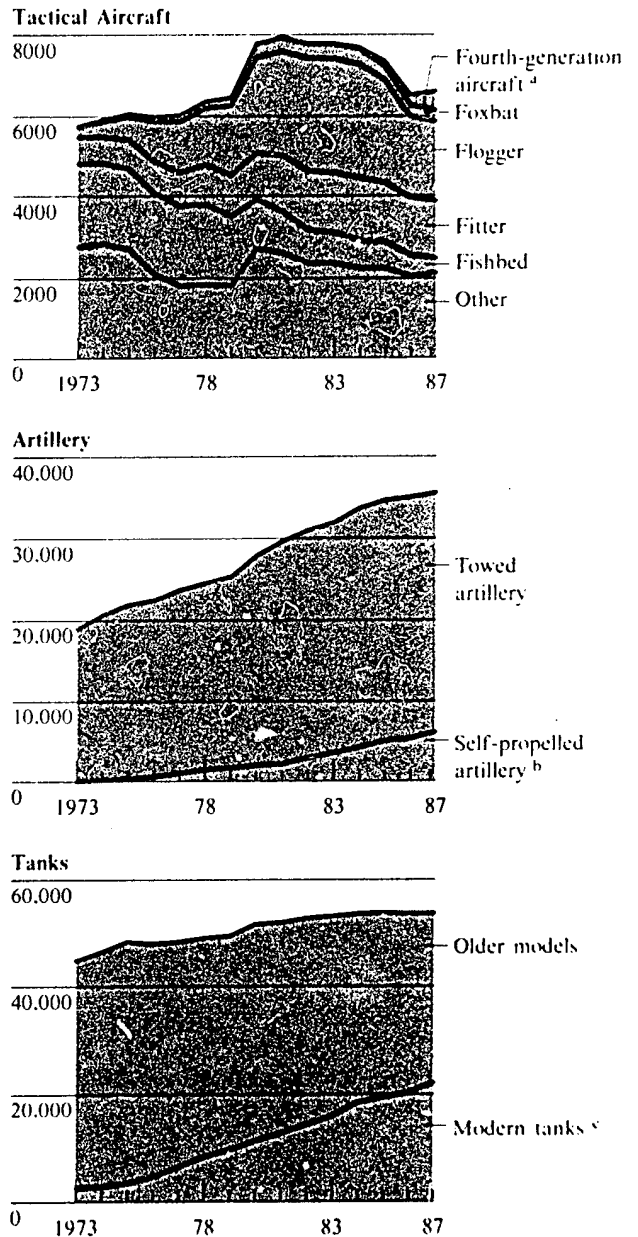 Tactical Aircraft
8000
6000
4000
2000
0
1973 78 83 87
Fourth-generation
aircraft a
Foxbat
Flogger
Fitter
Fishbed
Other
Artillery
40.000
30.000
20.000
10.000
0
1973 78 83 87
Towed
artillery
Self-propelled
artillery b
Tanks
60.000
40.000
20.000
0
1973 78 83 87
Older models
Modern tanks c